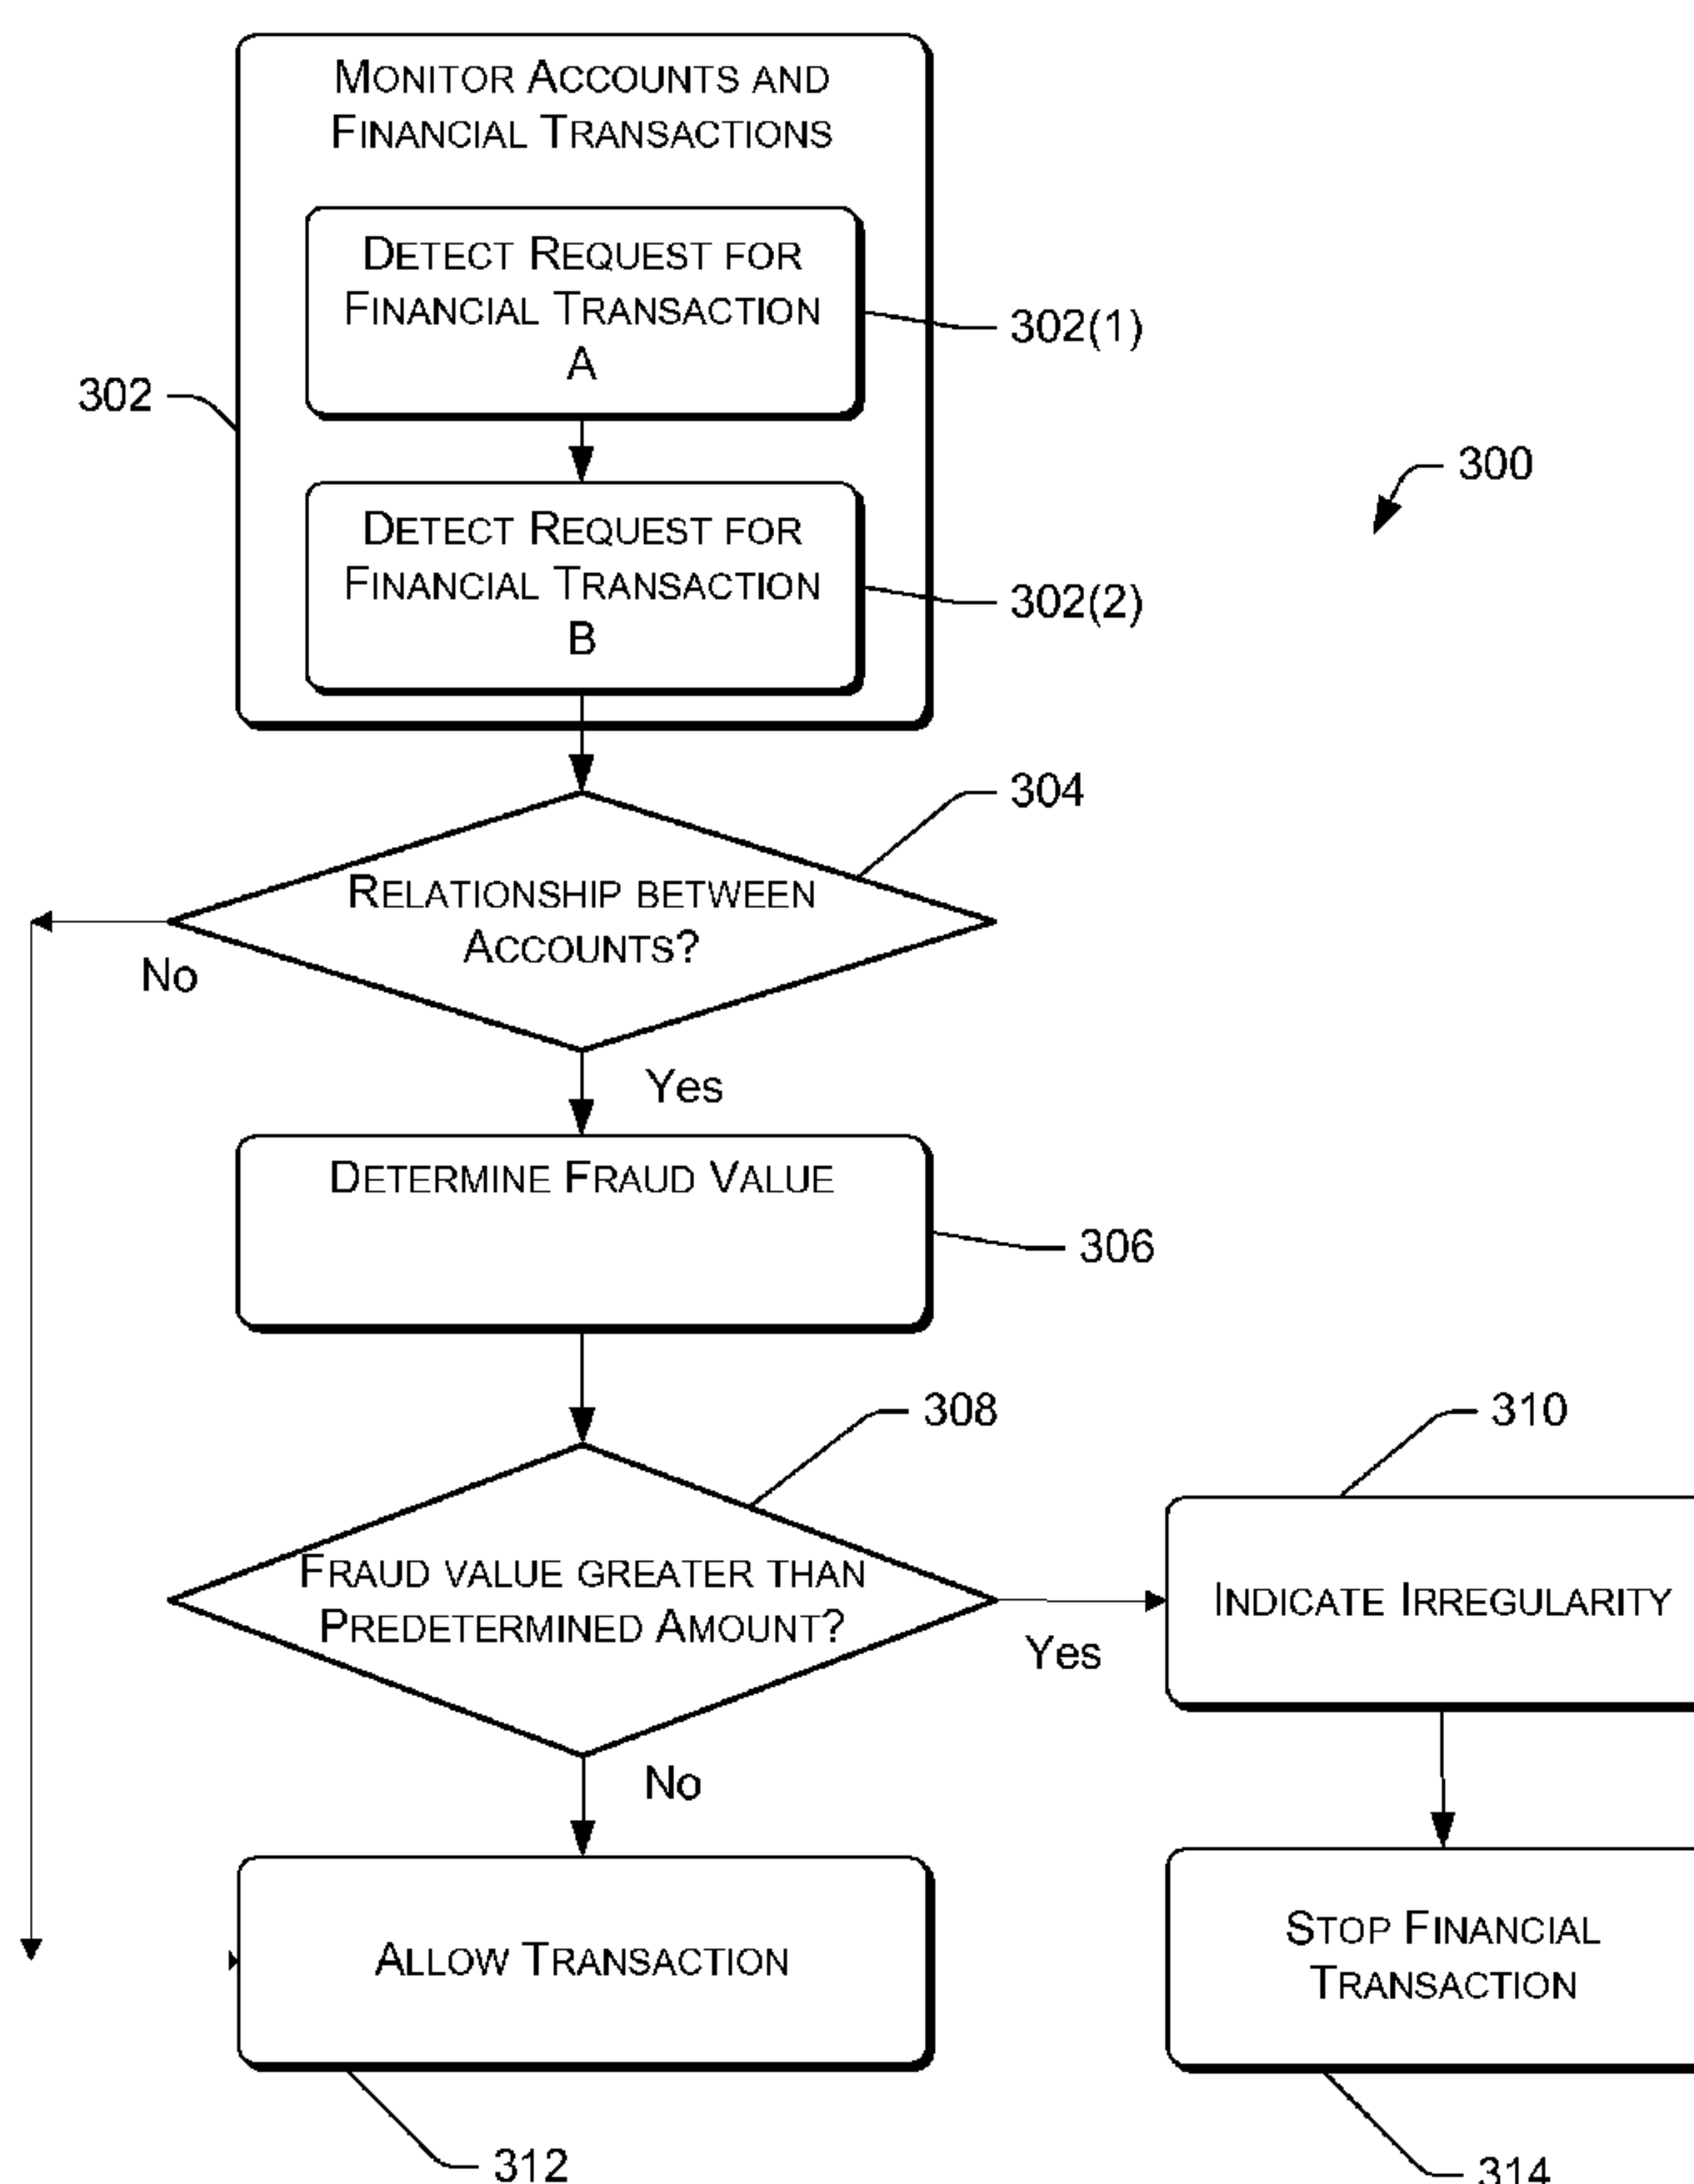 MONITOR ACCOUNTS AND
FINANCIAL TRANSACTIONS
DETECT REQUEST FOR
FINANCIAL TRANSACTION
A
302(1)
302
300
DETECT REQUEST FOR
FINANCIAL TRANSACTION
B
302(2)
304
RELATIONSHIP BETWEEN
ACCOUNTS?
No
Yes
DETERMINE FRAUD VALUE
306
308
310
FRAUD VALUE GREATER THAN
PREDETERMINED AMOUNT?
Yes
INDICATE IRREGULARITY
No
ALLOW TRANSACTION
STOP FINANCIAL
TRANSACTION
312
314